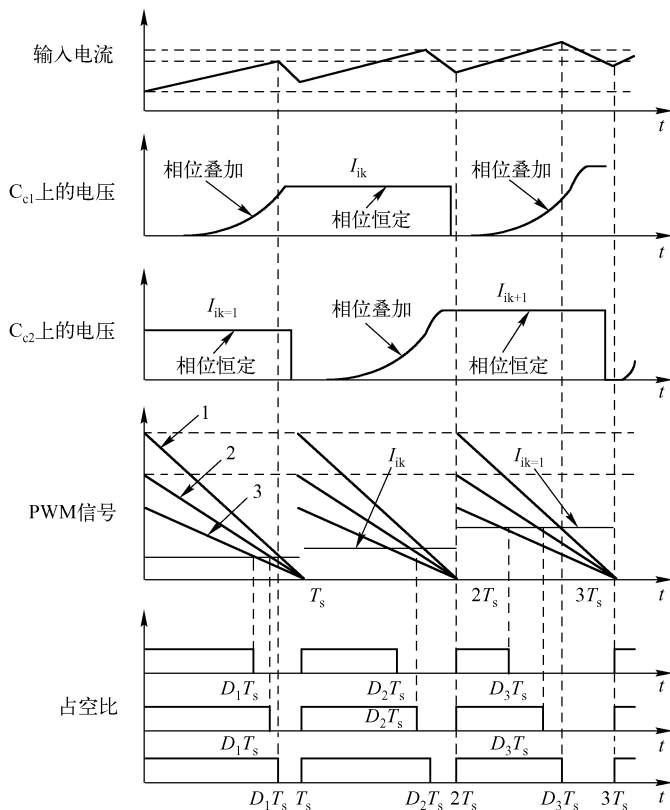 输入电流
t
C_c1上的电压
相位叠加
I_ik
相位恒定
相位叠加
t
C_c2上的电压
I_ik=1
相位恒定
相位叠加
I_ik+1
相位恒定
t
PWM信号
1
2
3
I_ik
I_ik=1
T_s
2T_s
3T_s
t
占空比
D_1T_s
D_2T_s
D_3T_s
t
D_1T_s
D_2T_s
D_3T_s
t
D_1T_s
T_s
D_2T_s
2T_s
D_3T_s
3T_s
t